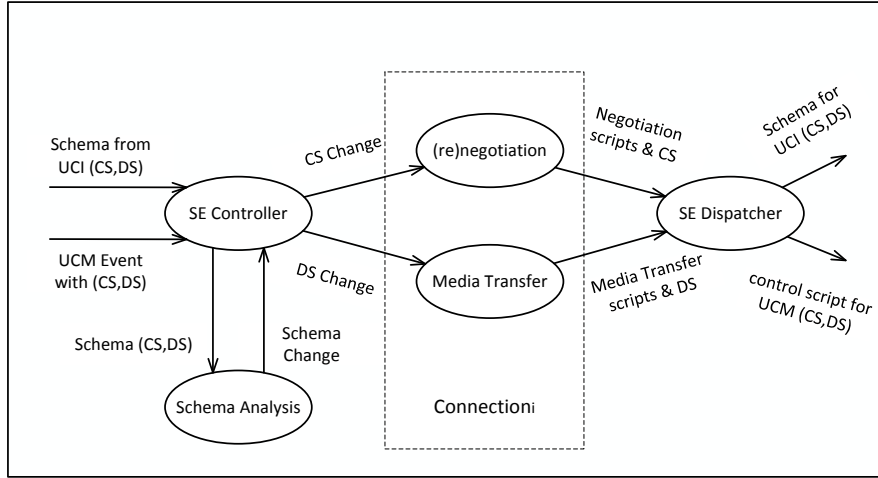 Schema from
UCI (CS,DS)
UCM Event
with (CS,DS)
SE Controller
Schema (CS,DS)
Schema
Change
Schema Analysis
CS Change
DS Change
(re)negotiation
Media Transfer
Connectioni
Negotiation
scripts & CS
Media Transfer
scripts & DS
SE Dispatcher
Schema for
UCI (CS,DS)
control script for
UCM (CS,DS)